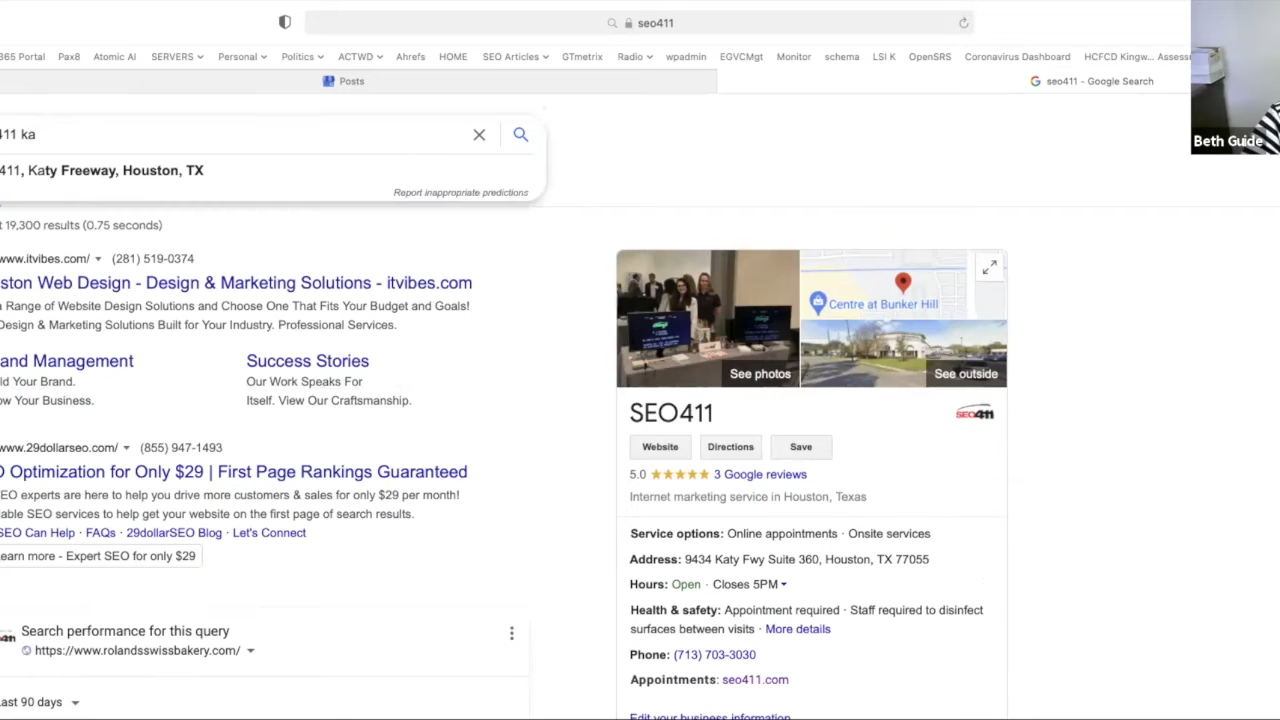 seo411
365 Portal Pax8 Atomic AI SERVERS Personal Politics ACTWD Ahrefs HOME SEO Articles GTmetrix Radio wpadmin EGVCMgt Monitor schema LSI K OpenSRS Coronavirus Dashboard HCFCD Kingw... Assess
Posts
seo411 - Google Search
Beth Guide
411 ka
411, Katy Freeway, Houston, TX
Report inappropriate predictions
t 19,300 results (0.75 seconds)
www.itvibes.com/ (281) 519-0374
ston Web Design - Design & Marketing Solutions - itvibes.com
a Range of Website Design Solutions and Choose One That Fits Your Budget and Goals!
Design & Marketing Solutions Built for Your Industry. Professional Services.
and Management
Success Stories
ld Your Brand.
Our Work Speaks For
ow Your Business.
Itself. View Our Craftsmanship.
www.29dollarseo.com/ (855) 947-1493
O Optimization for Only $29 | First Page Rankings Guaranteed
SEO experts are here to help you drive more customers & sales for only $29 per month!
lable SEO services to help get your website on the first page of search results.
SEO Can Help · FAQs · 29dollarSEO Blog · Let's Connect
earn more - Expert SEO for only $29
Search performance for this query
https://www.rolandsswissbakery.com/
Last 90 days
Centre at Bunker Hill
See photos
See outside
SEO411
SEO411
Website Directions Save
5.0 3 Google reviews
Internet marketing service in Houston, Texas
Service options: Online appointments · Onsite services
Address: 9434 Katy Fwy Suite 360, Houston, TX 77055
Hours: Open · Closes 5PM
Health & safety: Appointment required · Staff required to disinfect
surfaces between visits · More details
Phone: (713) 703-3030
Appointments: seo411.com
Edit your business information